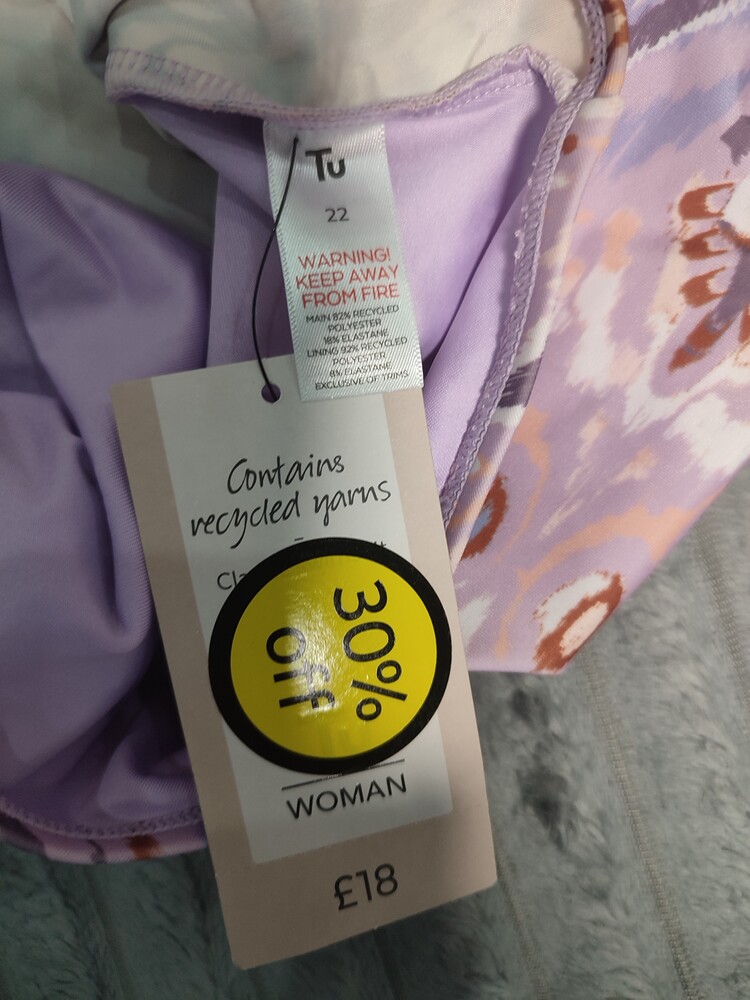 Tu
22
WARNING!
KEEP AWAY
FROM FIRE
MAIN 82% RECYCLED
POLYESTER
18% ELASTANE
LINING 92% RECYCLED
POLYESTER
8% ELASTANE
EXCLUSIVE OF TRIMS
Contains
recycled yarns
30%
off
WOMAN
£18